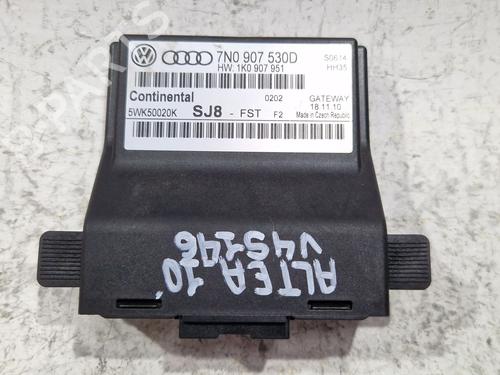 7N0 907 530D
HW. 1K0 907 951
S0614
HH35
Continental
0202
GATEWAY
18.11.10
5WK50020K
SJ8 - FST F2
Made in Czech Republic
ALTEA 10
V45146